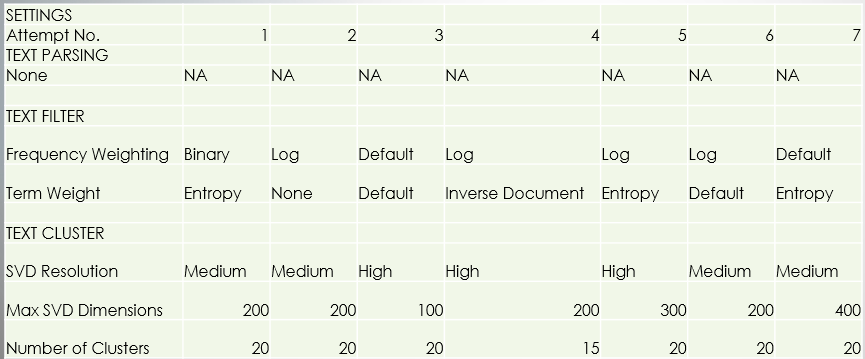 SETTINGS
Attempt No. 1 2 3 4 5 6 7
TEXT PARSING
None NA NA NA NA NA NA NA
TEXT FILTER
Frequency Weighting Binary Log Default Log Log Log Default
Term Weight Entropy None Default Inverse Document Entropy Default Entropy
TEXT CLUSTER
SVD Resolution Medium Medium High High High Medium Medium
Max SVD Dimensions 200 200 100 200 300 200 400
Number of Clusters 20 20 20 15 20 20 20